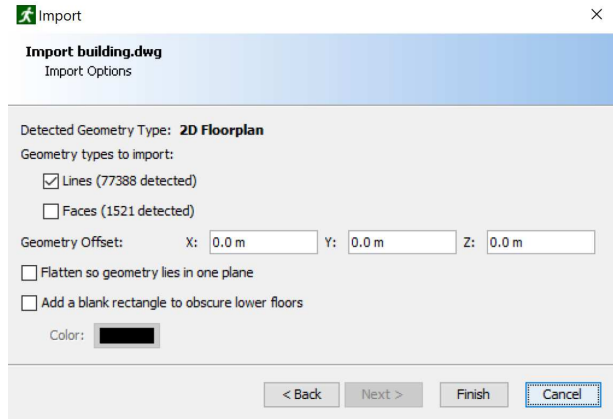 Import
Import building.dwg
Import Options
Detected Geometry Type: 2D Floorplan
Geometry types to import:
Lines (77388 detected)
Faces (1521 detected)
Geometry Offset: X: 0.0 m Y: 0.0 m Z: 0.0 m
Flatten so geometry lies in one plane
Add a blank rectangle to obscure lower floors
Color:
< Back Next > Finish Cancel